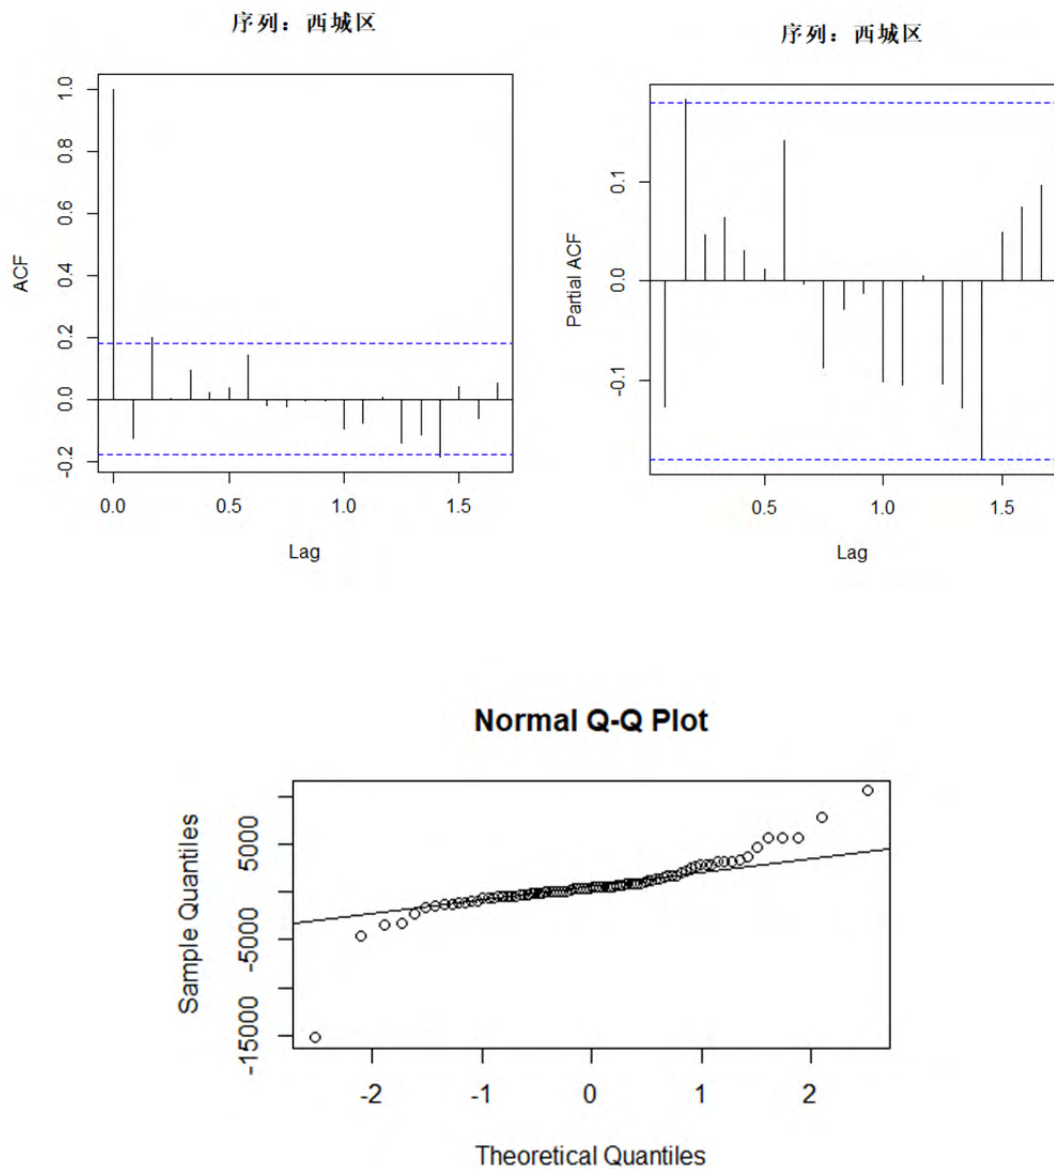 序列：西城区
1.0
0.8
0.6
0.4
0.2
0.0
-0.2
ACF
0.0 0.5 1.0 1.5
Lag
序列：西城区
0.1
0.0
-0.1
Partial ACF
0.5 1.0 1.5
Lag
Normal Q-Q Plot
5000
-5000
-15000
Sample Quantiles
-2 -1 0 1 2
Theoretical Quantiles